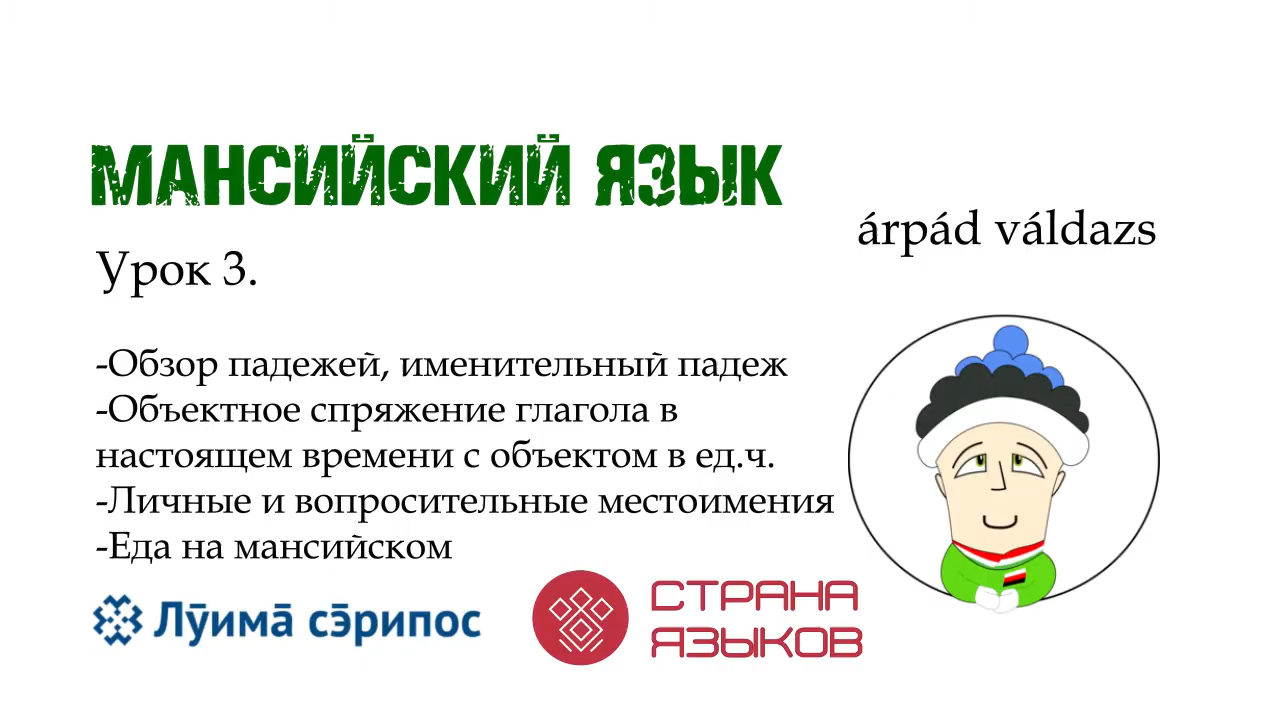 МАНСИЙСКИЙ ЯЗЫК
árpád váldazs
Урок 3.
-Обзор падежей, именительный падеж
-Объектное спряжение глагола в
настоящем времени с объектом в ед.ч.
-Личные и вопросительные местоимения
-Еда на мансийском
Лӯима̄ сэ̄рипос
СТРАНА
ЯЗЫКОВ